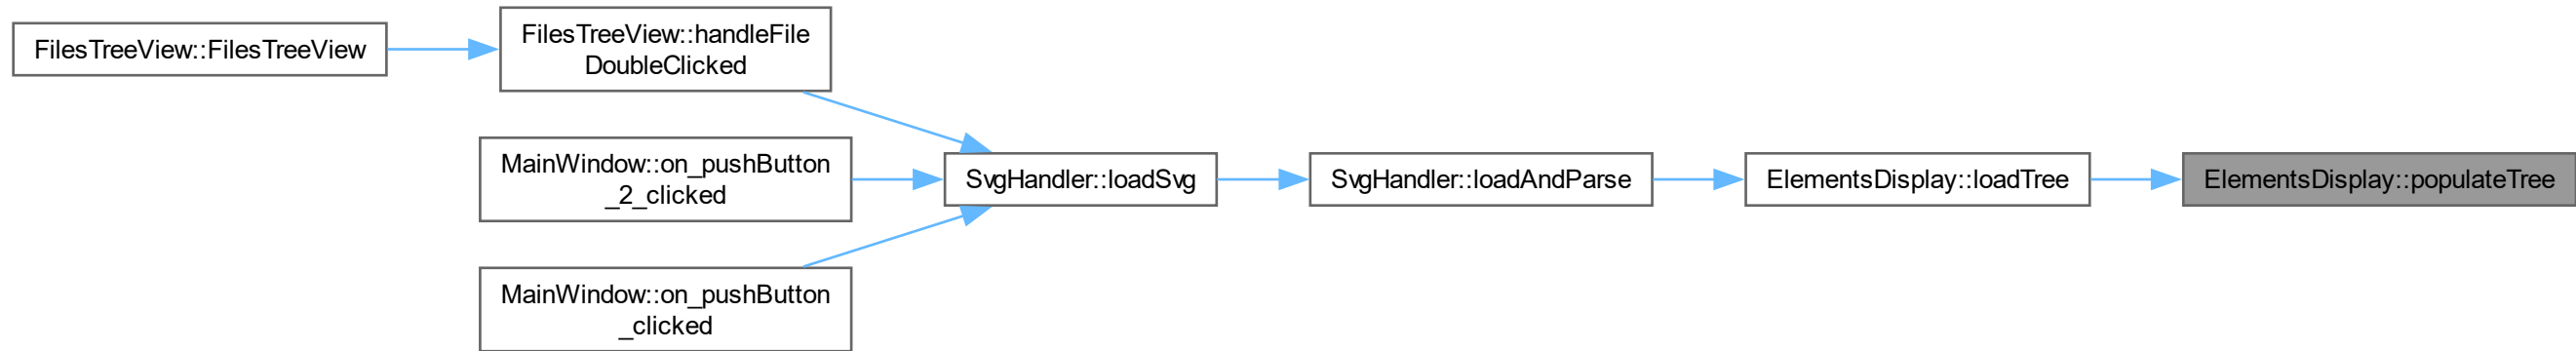 FilesTreeView::FilesTreeView
FilesTreeView::handleFile
DoubleClicked
MainWindow::on_pushButton
_2_clicked
MainWindow::on_pushButton
_clicked
SvgHandler::loadSvg
SvgHandler::loadAndParse
ElementsDisplay::loadTree
ElementsDisplay::populateTree